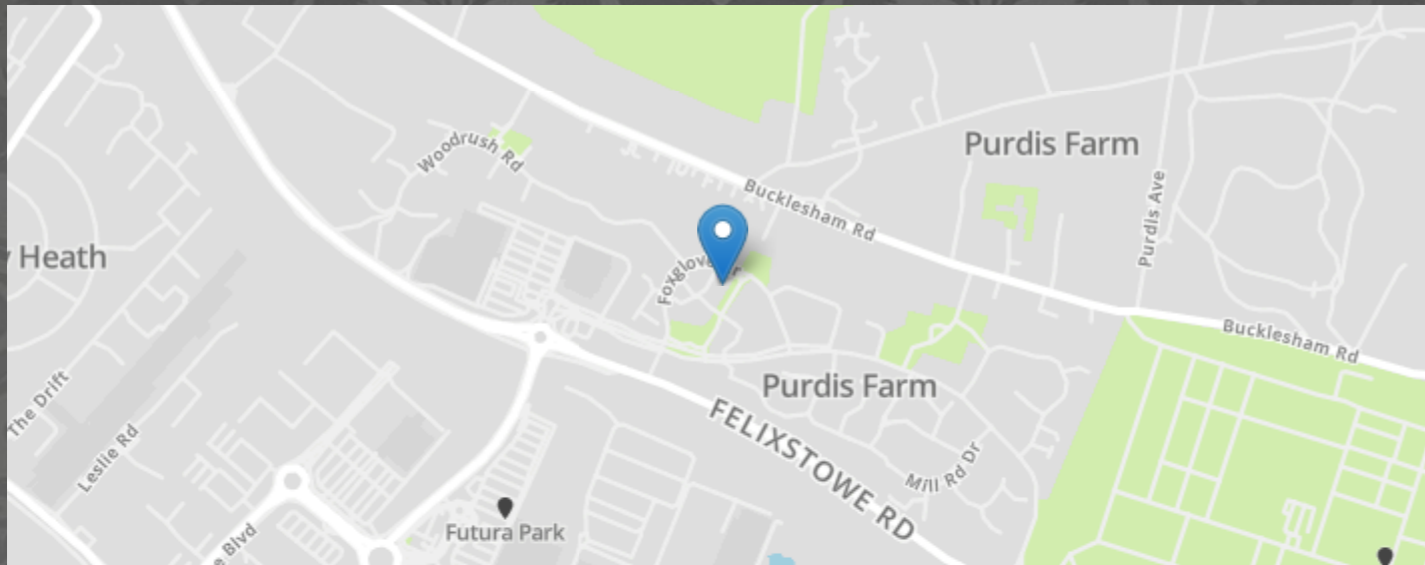 Purdis Farm
Woodrush Rd
Bucklesham Rd
Purdis Ave
Heath
Foxglove
Bucklesham Rd
Purdis Farm
The Drift
Leslie Rd
FELIXSTOWE RD
Mill Rd Dr
Futura Park
Blvd